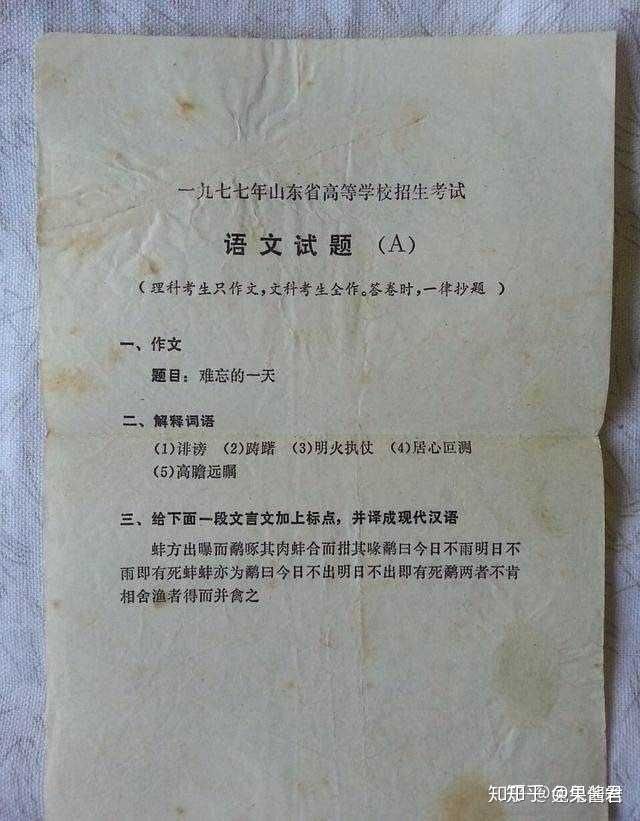 一九七七年山东省高等学校招生考试
语文试题（A）
（理科考生只作文，文科考生全作。答卷时，一律抄题）
一、作文
题目：难忘的一天
二、解释词语
(1)诽谤 (2)踌躇 (3)明火执仗 (4)居心叵测
(5)高瞻远瞩
三、给下面一段文言文加上标点，并译成现代汉语
蚌方出曝而鹬啄其肉蚌合而拑其喙鹬曰今日不雨明日不
雨即有死蚌蚌亦为鹬曰今日不出明日不出即有死鹬两者不肯
相舍渔者得而并禽之
知乎